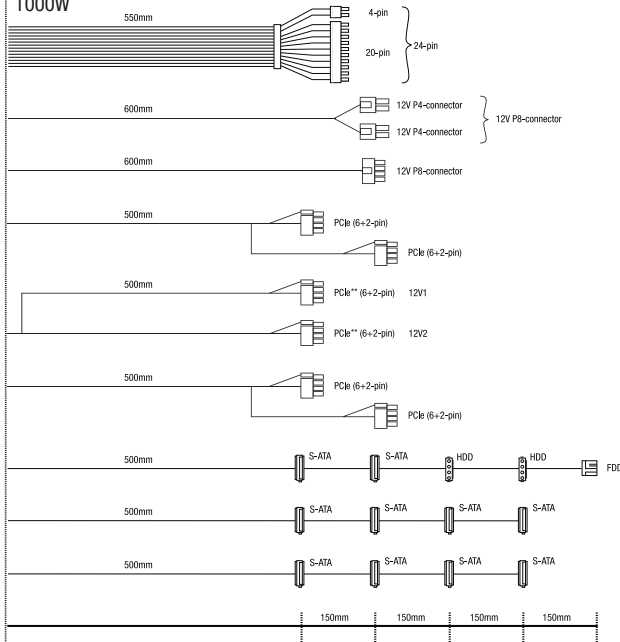 1000W
550mm
4-pin
20-pin
24-pin
600mm
12V P4-connector
12V P4-connector
12V P8-connector
600mm
12V P8-connector
500mm
PCIe (6+2-pin)
PCIe (6+2-pin)
500mm
PCIe** (6+2-pin) 12V1
PCIe** (6+2-pin) 12V2
500mm
PCIe (6+2-pin)
PCIe (6+2-pin)
500mm S-ATA S-ATA HDD HDD FDD
500mm S-ATA S-ATA S-ATA S-ATA
500mm S-ATA S-ATA S-ATA S-ATA
150mm 150mm 150mm 150mm